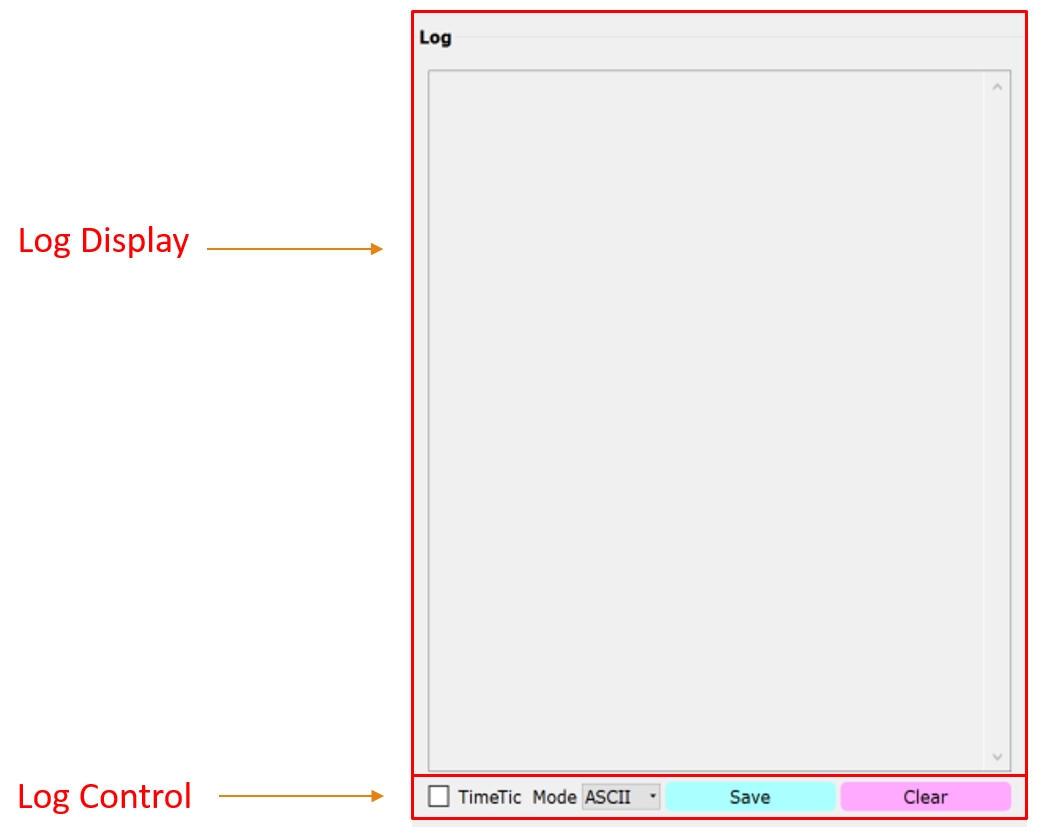 Log
Log Display
Log Control
TimeTic Mode ASCII Save Clear